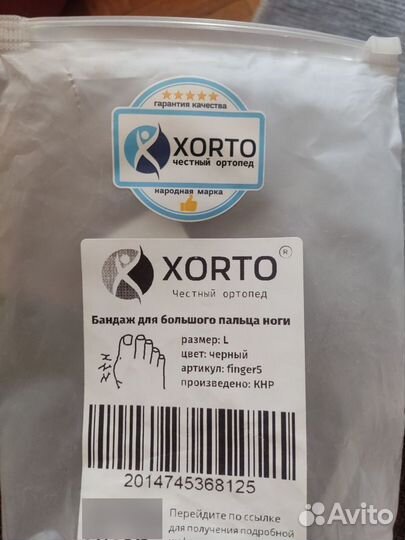 гарантия качества
XORTO
честный ортопед
народная марка
XORTO ®
Честный ортопед
Бандаж для большого пальца ноги
размер: L
цвет: черный
артикул: finger5
произведено: КНР
2014745368125
Перейдите по ссылке
для получения подробной
Avito